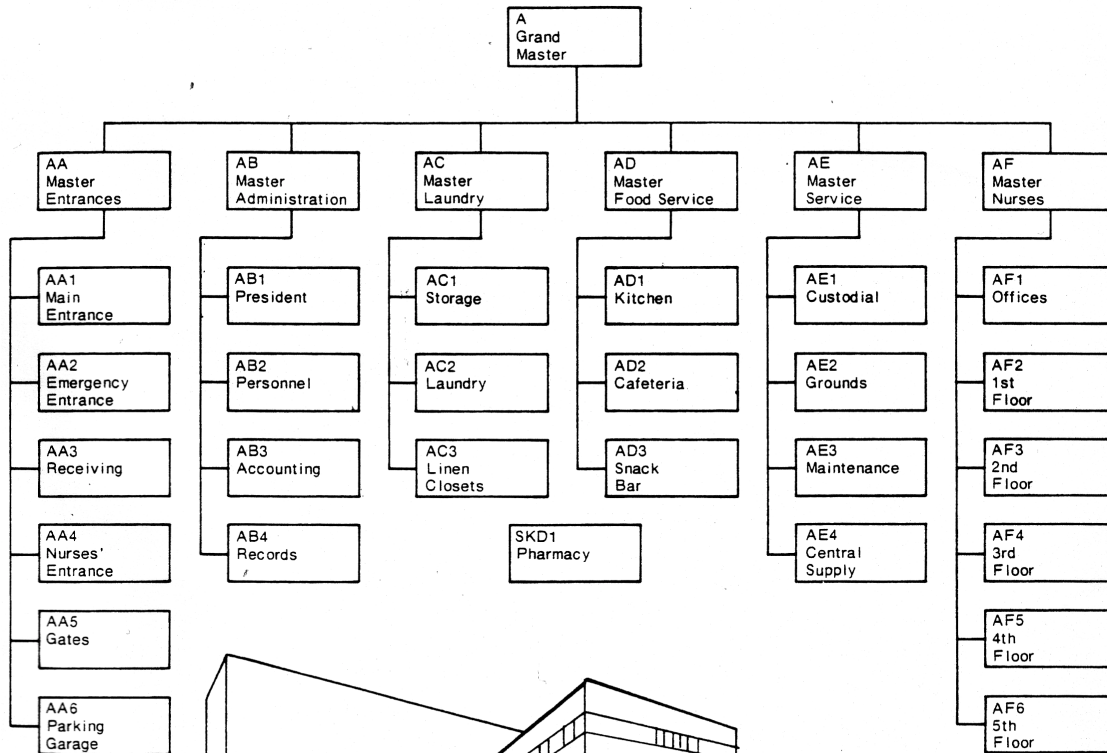 A
Grand
Master
AA
Master
Entrances
AB
Master
Administration
AC
Master
Laundry
AD
Master
Food Service
AE
Master
Service
AF
Master
Nurses
AA1
Main
Entrance
AA2
Emergency
Entrance
AA3
Receiving
AA4
Nurses'
Entrance
AA5
Gates
AA6
Parking
Garage
AB1
President
AB2
Personnel
AB3
Accounting
AB4
Records
AC1
Storage
AC2
Laundry
AC3
Linen
Closets
AD1
Kitchen
AD2
Cafeteria
AD3
Snack
Bar
SKD1
Pharmacy
AE1
Custodial
AE2
Grounds
AE3
Maintenance
AE4
Central
Supply
AF1
Offices
AF2
1st
Floor
AF3
2nd
Floor
AF4
3rd
Floor
AF5
4th
Floor
AF6
5th
Floor